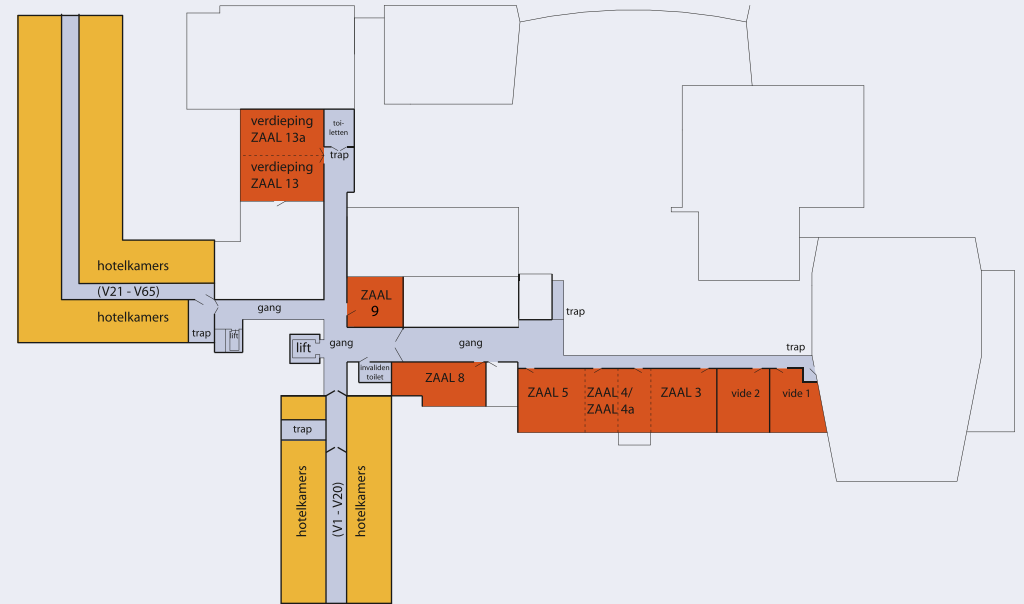 verdieping
ZAAL 13a
toi-
letten
trap
verdieping
ZAAL 13
hotelkamers
(V21 - V65)
hotelkamers
trap
lift
gang
ZAAL
9
trap
lift
gang
gang
trap
invaliden
toilet
ZAAL 8
ZAAL 5
ZAAL 4/
ZAAL 4a
ZAAL 3
vide 2
vide 1
trap
hotelkamers
(V1 - V20)
hotelkamers